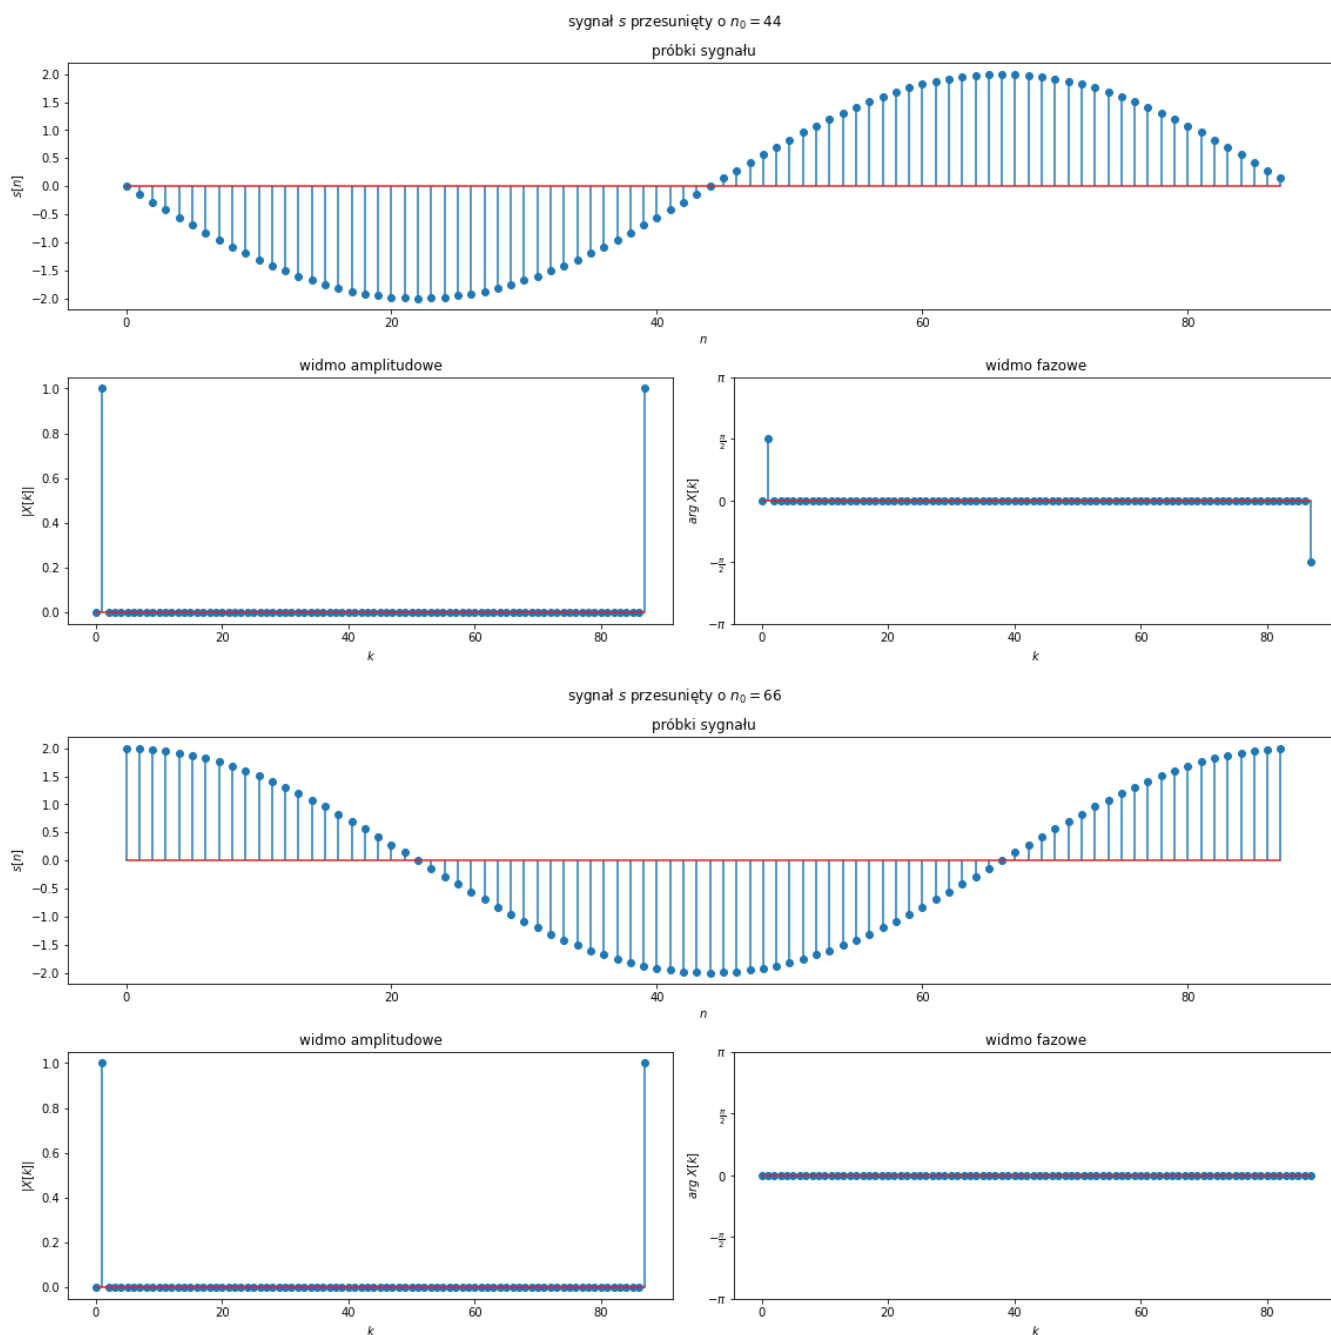 sygnał s przesunięty o n₀ = 44
próbki sygnału
2.0
1.5
1.0
0.5
0.0
−0.5
−1.0
−1.5
−2.0
s[n]
0 20 40 60 80
n
widmo amplitudowe
1.0
0.8
0.6
0.4
0.2
0.0
|X[k]|
0 20 40 60 80
k
widmo fazowe
π
π/2
0
−π/2
−π
arg X[k]
0 20 40 60 80
k
sygnał s przesunięty o n₀ = 66
próbki sygnału
2.0
1.5
1.0
0.5
0.0
−0.5
−1.0
−1.5
−2.0
s[n]
0 20 40 60 80
n
widmo amplitudowe
1.0
0.8
0.6
0.4
0.2
0.0
|X[k]|
0 20 40 60 80
k
widmo fazowe
π
π/2
0
−π/2
−π
arg X[k]
0 20 40 60 80
k